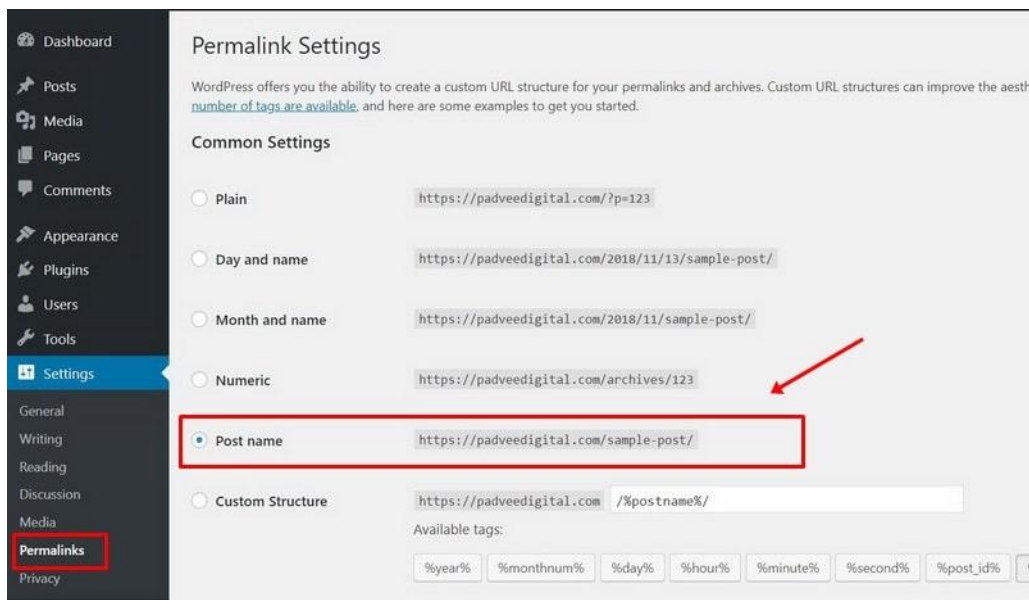 Dashboard
Posts
Media
Pages
Comments
Appearance
Plugins
Users
Tools
Settings
General
Writing
Reading
Discussion
Media
Permalinks
Privacy
Permalink Settings
WordPress offers you the ability to create a custom URL structure for your permalinks and archives. Custom URL structures can improve the aesth
number of tags are available, and here are some examples to get you started.
Common Settings
Plain https://padveedigital.com/?p=123
Day and name https://padveedigital.com/2018/11/13/sample-post/
Month and name https://padveedigital.com/2018/11/sample-post/
Numeric https://padveedigital.com/archives/123
Post name https://padveedigital.com/sample-post/
Custom Structure https://padveedigital.com /%postname%/
Available tags:
%year% %monthnum% %day% %hour% %minute% %second% %post_id%